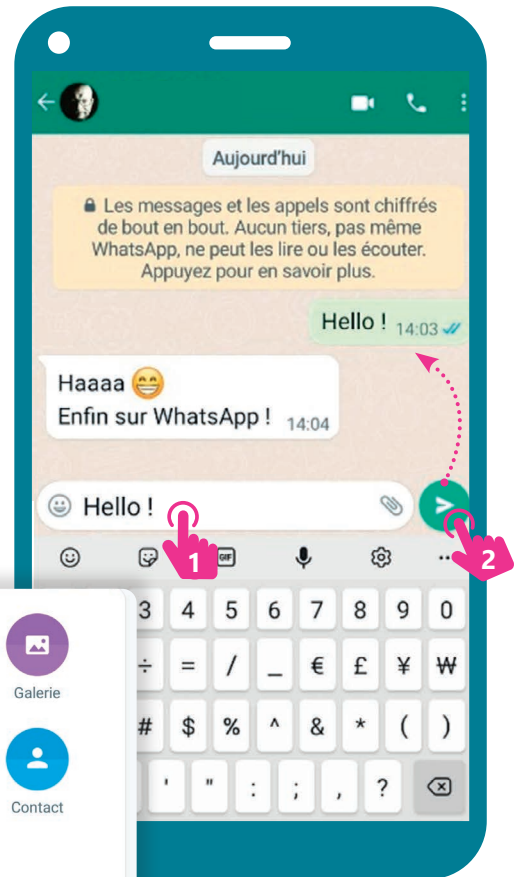 Aujourd'hui
Les messages et les appels sont chiffrés
de bout en bout. Aucun tiers, pas même
WhatsApp, ne peut les lire ou les écouter.
Appuyez pour en savoir plus.
Hello ! 14:03
Haaaa 😁
Enfin sur WhatsApp ! 14:04
Hello !
1
2
GIF
3 4 5 6 7 8 9 0
÷ = / _ € £ ¥ ₩
# $ % ^ & * ( )
' " : ; , ?
Galerie
Contact